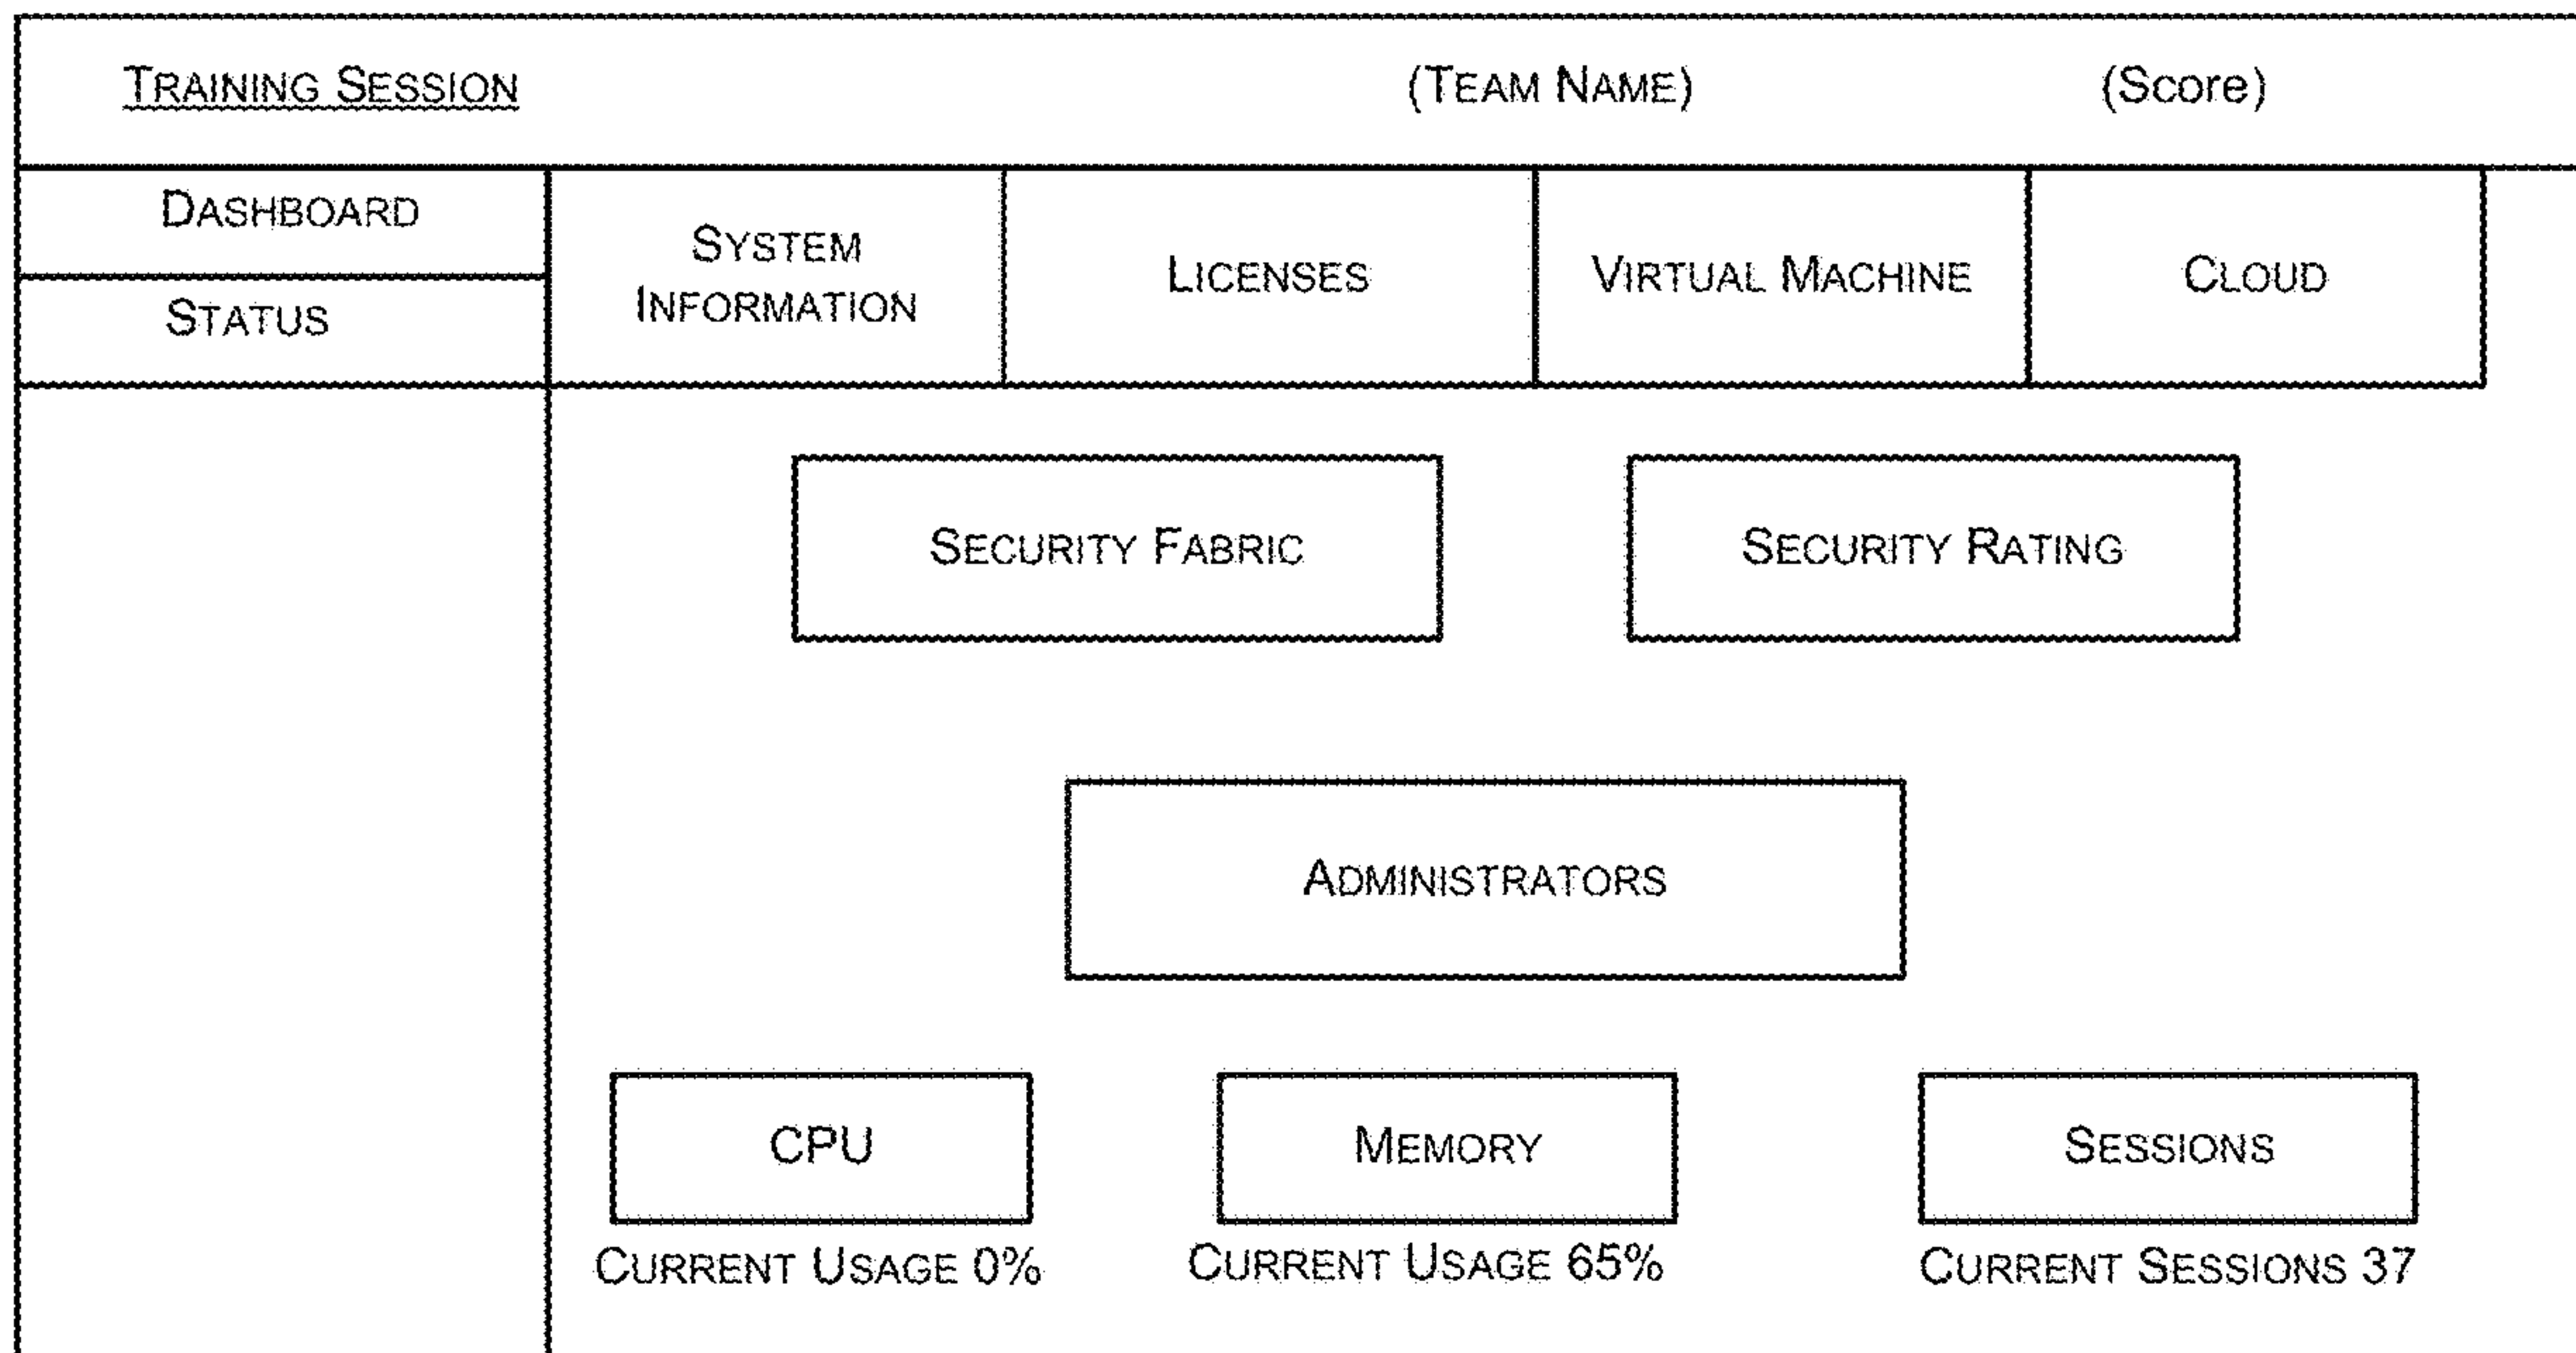 TRAINING SESSION (TEAM NAME) (Score)
DASHBOARD
STATUS
SYSTEM
INFORMATION
LICENSES
VIRTUAL MACHINE
CLOUD
SECURITY FABRIC
SECURITY RATING
ADMINISTRATORS
CPU
MEMORY
SESSIONS
CURRENT USAGE 0%
CURRENT USAGE 65%
CURRENT SESSIONS 37